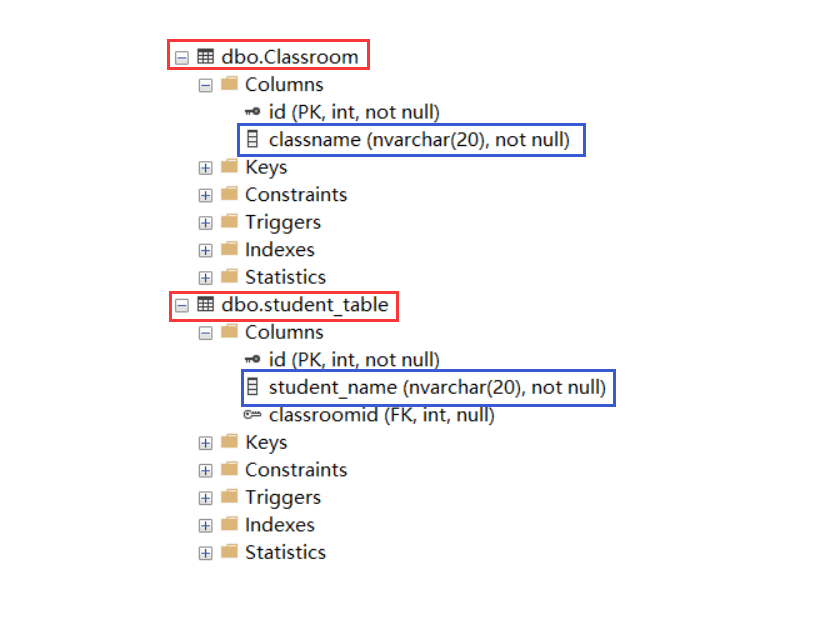 dbo.Classroom
Columns
id (PK, int, not null)
classname (nvarchar(20), not null)
Keys
Constraints
Triggers
Indexes
Statistics
dbo.student_table
Columns
id (PK, int, not null)
student_name (nvarchar(20), not null)
classroomid (FK, int, null)
Keys
Constraints
Triggers
Indexes
Statistics